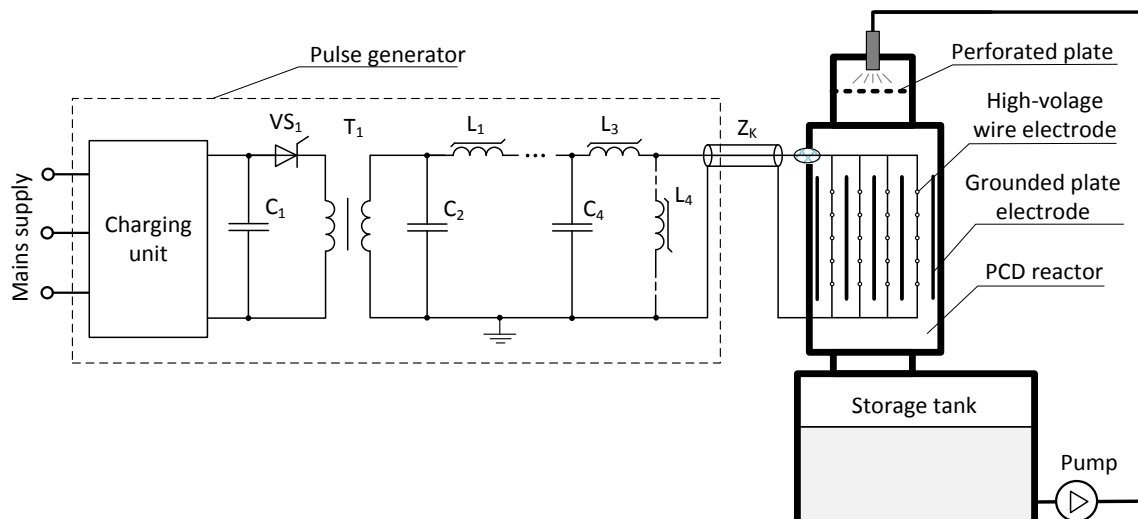 Pulse generator
Mains supply
Charging
unit
VS1
C1
T1
C2
L1
...
C4
L3
L4
ZK
Perforated plate
High-volage
wire electrode
Grounded plate
electrode
PCD reactor
Storage tank
Pump